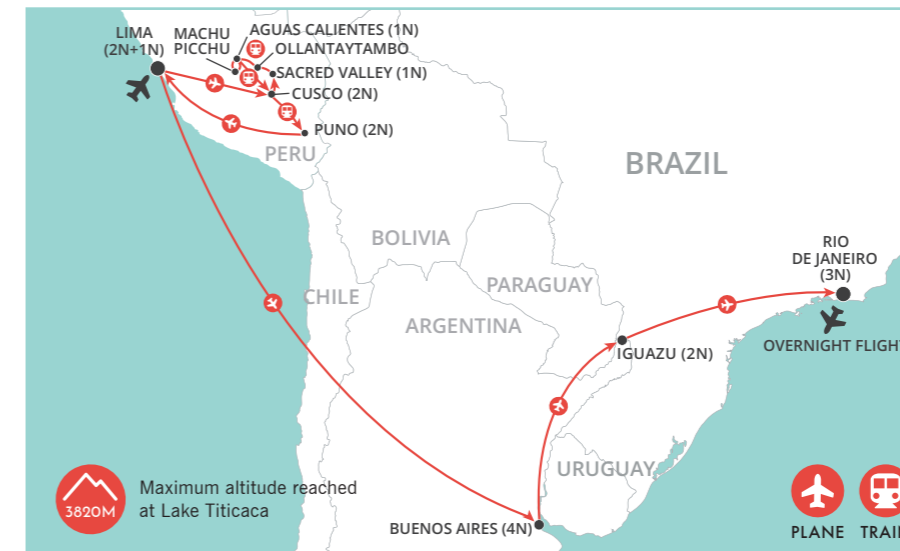 LIMA
(2N+1N)
MACHU
PICCHU
AGUAS CALIENTES (1N)
OLLANTAYTAMBO
SACRED VALLEY (1N)
CUSCO (2N)
PUNO (2N)
PERU
BRAZIL
BOLIVIA
RIO
DE JANEIRO
(3N)
PARAGUAY
CHILE
ARGENTINA
OVERNIGHT FLIGHT
IGUAZU (2N)
URUGUAY
3820M
Maximum altitude reached
at Lake Titicaca
BUENOS AIRES (4N)
PLANE
TRAI